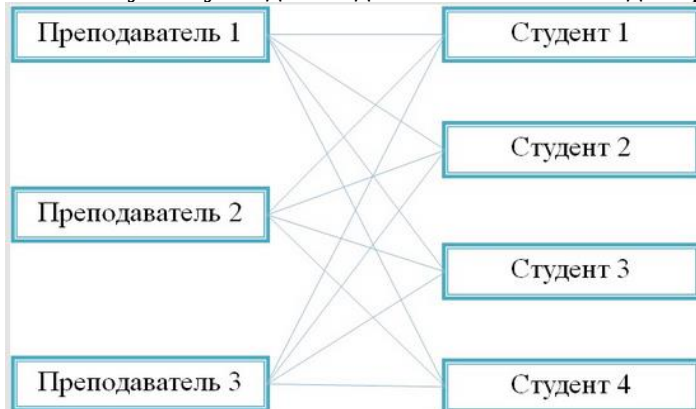 Преподаватель 1
Студент 1
Студент 2
Преподаватель 2
Студент 3
Преподаватель 3
Студент 4